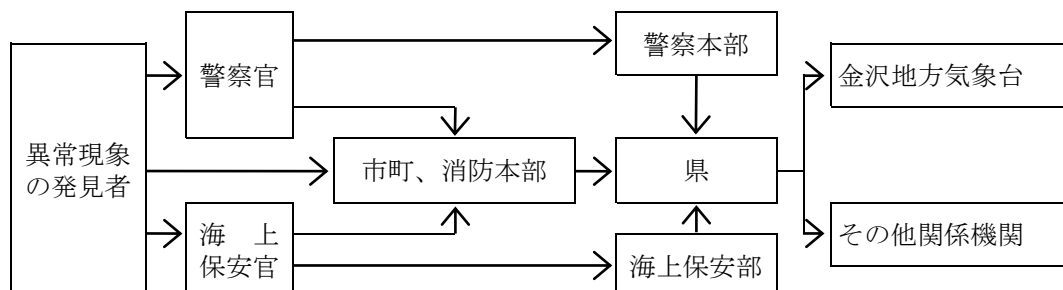 異常現象
の発見者
警察官
海上
保安官
市町、消防本部
警察本部
県
海上保安部
金沢地方気象台
その他関係機関